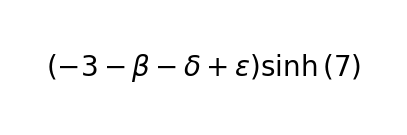 (−3 − β − δ + ε)sinh (7)